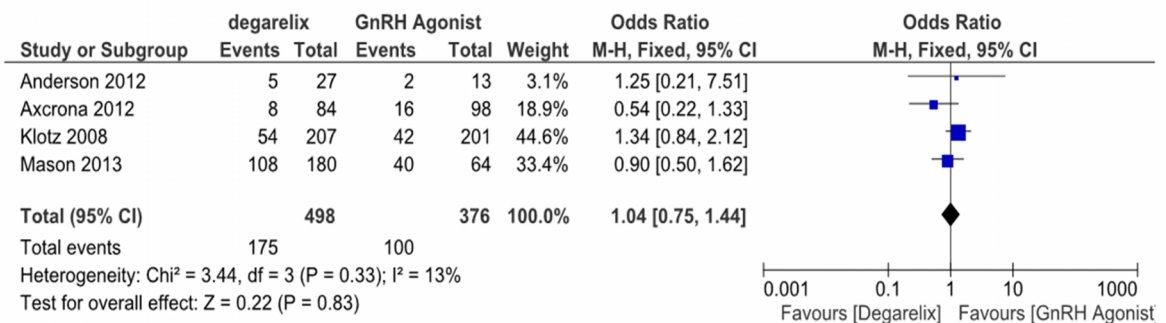 degarelix GnRH Agonist Odds Ratio Odds Ratio
Study or Subgroup Events Total Events Total Weight M-H, Fixed, 95% CI M-H, Fixed, 95% CI
Anderson 2012 5 27 2 13 3.1% 1.25 [0.21, 7.51]
Axcrona 2012 8 84 16 98 18.9% 0.54 [0.22, 1.33]
Klotz 2008 54 207 42 201 44.6% 1.34 [0.84, 2.12]
Mason 2013 108 180 40 64 33.4% 0.90 [0.50, 1.62]
Total (95% CI) 498 376 100.0% 1.04 [0.75, 1.44]
Total events 175 100
Heterogeneity: Chi² = 3.44, df = 3 (P = 0.33); I² = 13%
Test for overall effect: Z = 0.22 (P = 0.83)
0.001 0.1 1 10 1000
Favours [Degarelix] Favours [GnRH Agonist